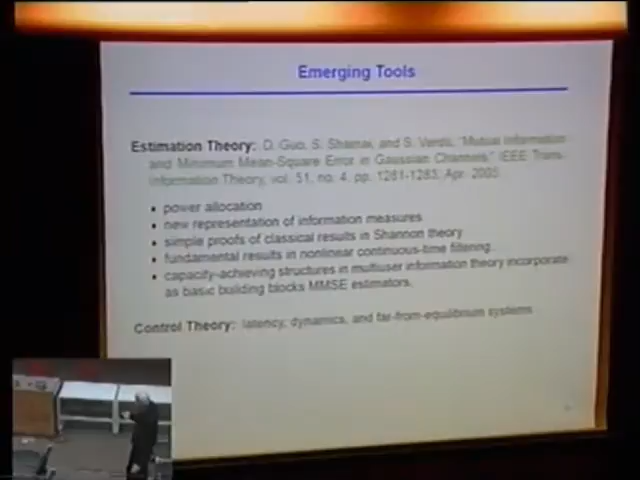 Emerging Tools
Estimation Theory: D. Guo, S. Shamai, and S. Verdú, "Mutual Information
and Minimum Mean-Square Error in Gaussian Channels," IEEE Trans.
Information Theory, vol. 51, no. 4, pp. 1261-1283, Apr. 2005.
• power allocation
• new representation of information measures
• simple proofs of classical results in Shannon theory
• fundamental results in nonlinear continuous-time filtering
• capacity-achieving structures in multiuser information theory incorporate
as basic building blocks MMSE estimators.
Control Theory: latency, dynamics, and far-from-equilibrium systems